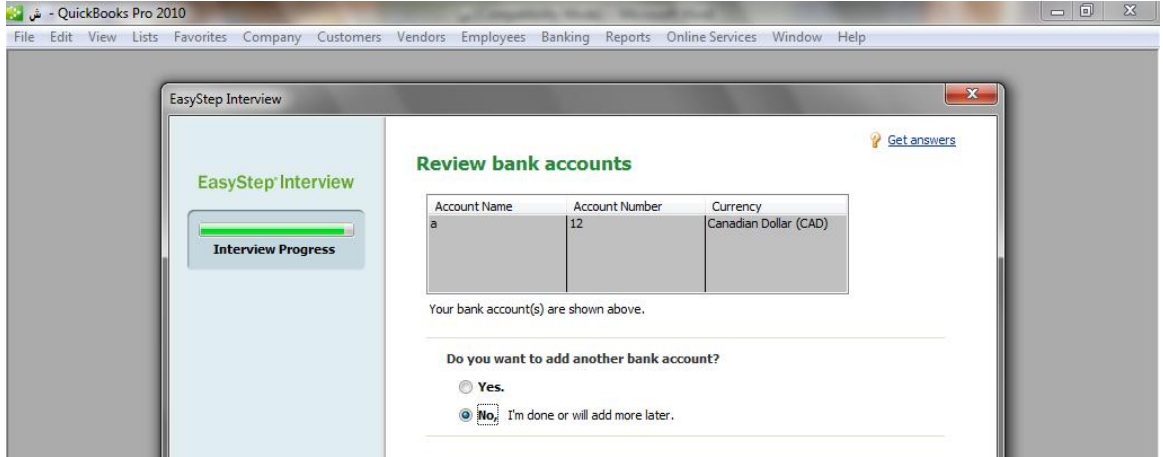 ش - QuickBooks Pro 2010
File Edit View Lists Favorites Company Customers Vendors Employees Banking Reports Online Services Window Help
EasyStep Interview
Get answers
Review bank accounts
EasyStep Interview
Account Name Account Number Currency
a 12 Canadian Dollar (CAD)
Interview Progress
Your bank account(s) are shown above.
Do you want to add another bank account?
Yes.
No, I'm done or will add more later.